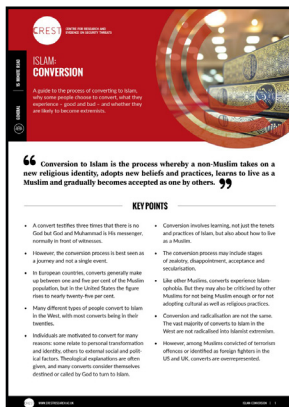 CREST
CENTRE FOR RESEARCH AND
EVIDENCE ON SECURITY THREATS
15 MINUTE READ
GENERAL
ISLAM:
CONVERSION
A guide to the process of converting to Islam,
why some people choose to convert, what they
experience – good and bad – and whether they
are likely to become extremists.
“ Conversion to Islam is the process whereby a non-Muslim takes on a
new religious identity, adopts new beliefs and practices, learns to live as a
Muslim and gradually becomes accepted as one by others. ”
KEY POINTS
• A convert testifies three times that there is no
God but God and Muhammad is His messenger,
normally in front of witnesses.
• However, the conversion process is best seen as
a journey and not a single event.
• In European countries, converts generally make
up between one and five per cent of the Muslim
population, but in the United States the figure
rises to nearly twenty-five per cent.
• Many different types of people convert to Islam
in the West, with most converts being in their
twenties.
• Individuals are motivated to convert for many
reasons: some relate to personal transformation
and identity, others to external social and polit-
ical factors. Theological explanations are often
given, and many converts consider themselves
destined or called by God to turn to Islam.
• Conversion involves learning, not just the tenets
and practices of Islam, but also about how to live
as a Muslim.
• The conversion process may include stages
of zealotry, disappointment, acceptance and
secularisation.
• Like other Muslims, converts experience Islam-
ophobia. But they may also be criticised by other
Muslims for not being Muslim enough or for not
adopting cultural as well as religious practices.
• Conversion and radicalisation are not the same.
The vast majority of converts to Islam in the
West are not radicalised into Islamist extremism.
• However, among Muslims convicted of terrorism
offences or identified as foreign fighters in the
US and UK, converts are overrepresented.
WWW.CRESTRESEARCH.AC.UK
ISLAM: CONVERSION | 1